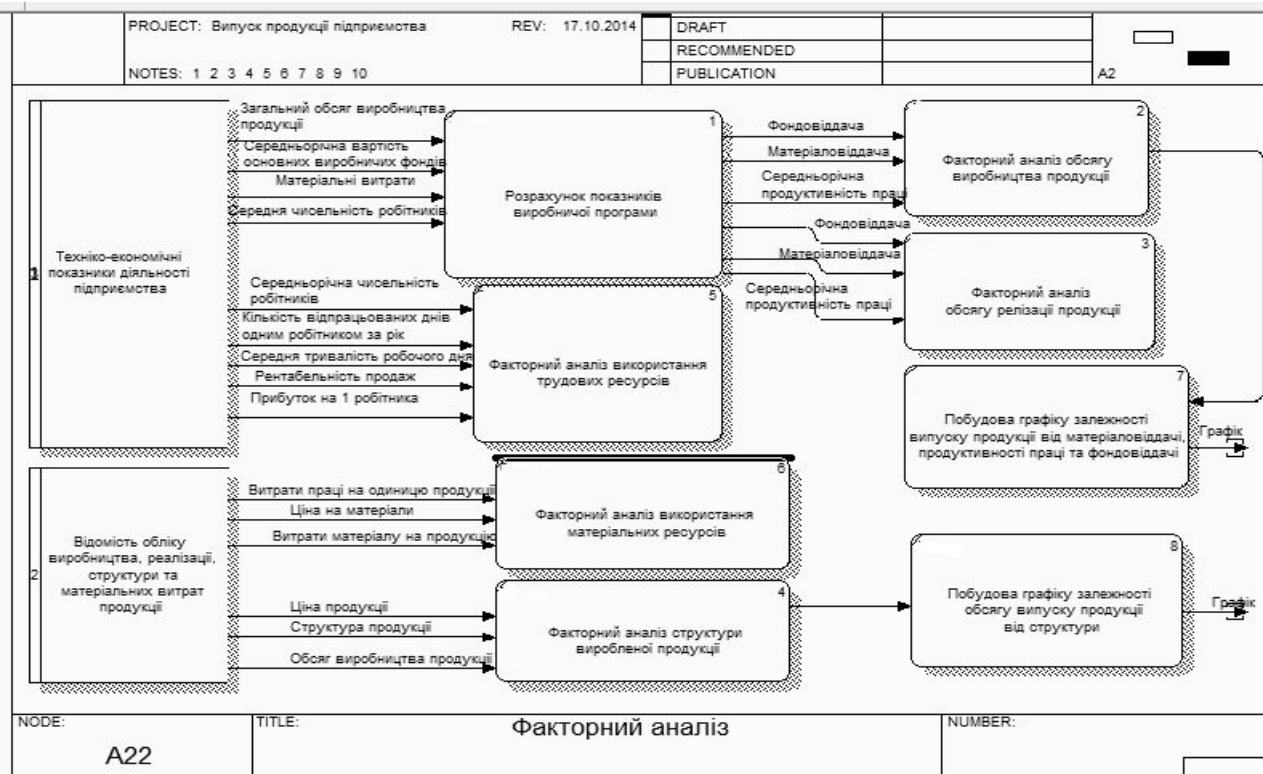 PROJECT: Випуск продукції підприємства
REV: 17.10.2014
NOTES: 1 2 3 4 5 6 7 8 9 10
DRAFT
RECOMMENDED
PUBLICATION
A2
1
Техніко-економічні
показники діяльності
підприємства
Загальний обсяг виробництва
продукції
Середньорічна вартість
основних виробничих фондів
Матеріальні витрати
Середня чисельність робітників
1
Розрахунок показників
виробничої програми
Фондовіддача
Матеріаловіддача
Середньорічна
продуктивність праці
2
Факторний аналіз обсягу
виробництва продукції
Фондовіддача
Матеріаловіддача
Середньорічна
продуктивність праці
3
Факторний аналіз
обсягу релізації продукції
Середньорічна чисельність
робітників
Кількість відпрацьованих днів
одним робітником за рік
Середня тривалість робочого дня
Рентабельність продаж
Прибуток на 1 робітника
5
Факторний аналіз використання
трудових ресурсів
7
Побудова графіку залежності
випуску продукції від матеріаловіддачі,
продуктивності праці та фондовіддачі
Графік
2
Відомість обліку
виробництва, реалізації,
структури та
матеріальних витрат
продукції
Витрати праці на одиницю продукції
Ціна на матеріали
Витрати матеріалу на продукцію
6
Факторний аналіз використання
матеріальних ресурсів
Ціна продукції
Структура продукції
Обсяг виробництва продукції
4
Факторний аналіз структури
виробленої продукції
8
Побудова графіку залежності
обсягу випуску продукції
від структури
Графік
NODE:
A22
TITLE:
Факторний аналіз
NUMBER: